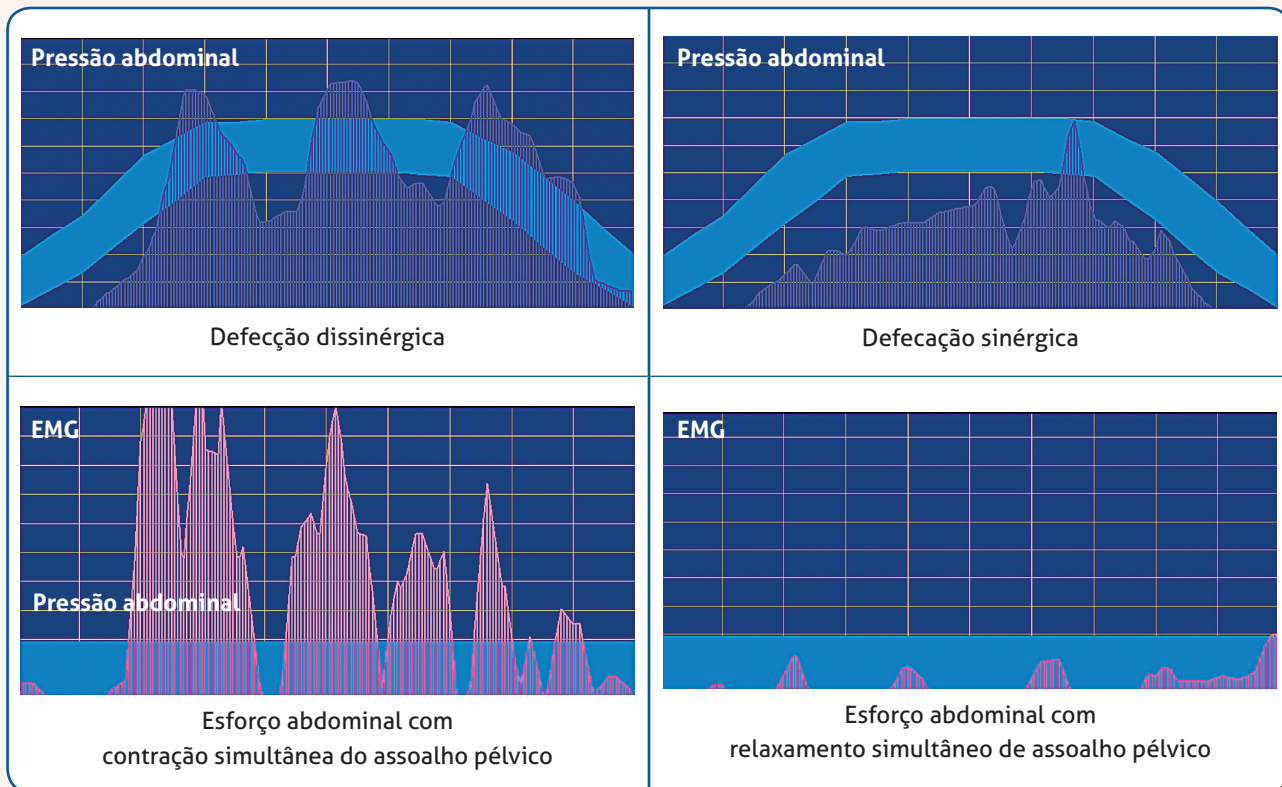 Pressão abdominal
Defecção dissinérgica
Pressão abdominal
Defecação sinérgica
EMG
Pressão abdominal
Esforço abdominal com
contração simultânea do assoalho pélvico
EMG
Esforço abdominal com
relaxamento simultâneo de assoalho pélvico